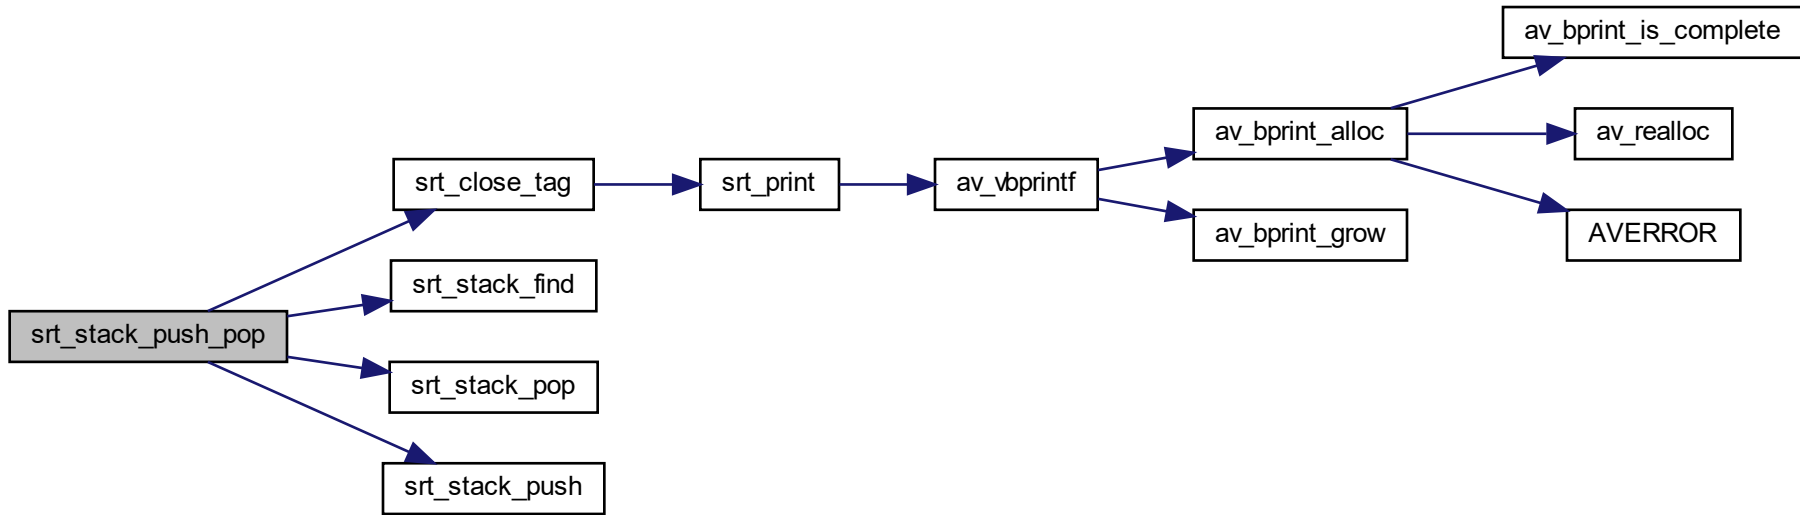 av_bprint_is_complete
av_bprint_alloc
av_realloc
srt_close_tag
srt_print
av_vbprintf
av_bprint_grow
AVERROR
srt_stack_find
srt_stack_push_pop
srt_stack_pop
srt_stack_push